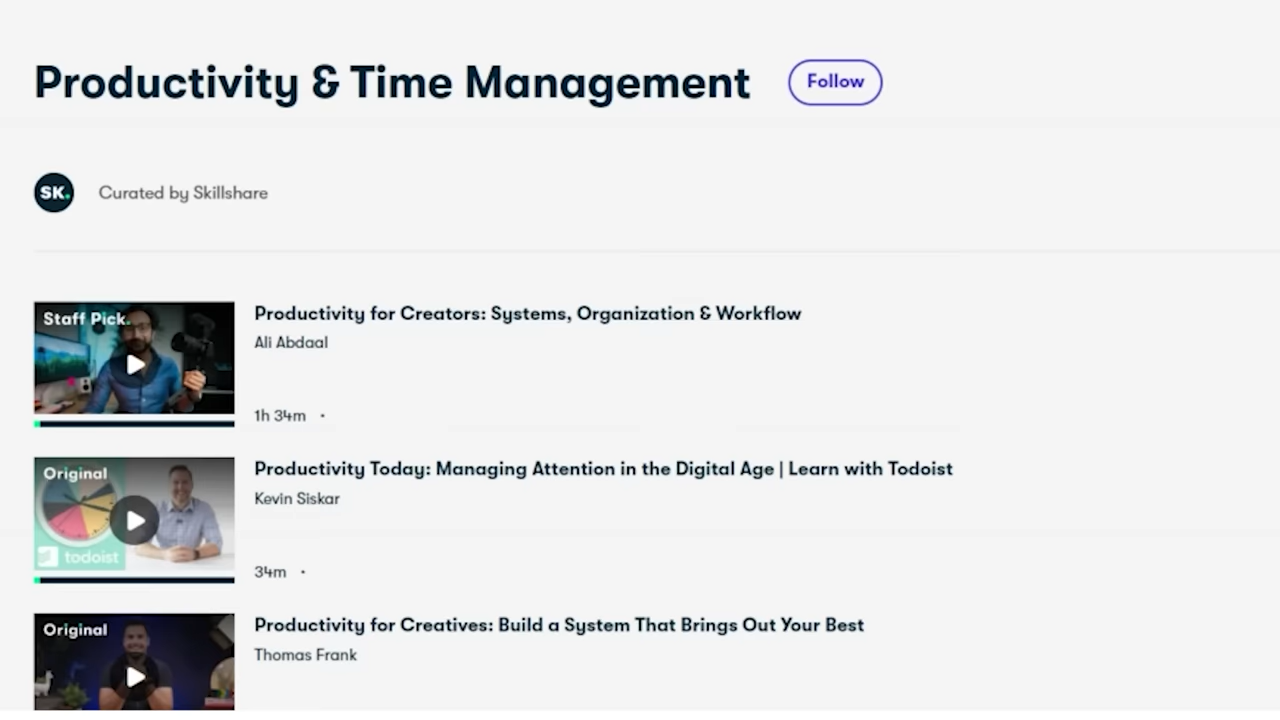 Productivity & Time Management
Follow
SK.
Curated by Skillshare
Staff Pick.
Productivity for Creators: Systems, Organization & Workflow
Ali Abdaal
1h 34m •
Original
todoist
Productivity Today: Managing Attention in the Digital Age | Learn with Todoist
Kevin Siskar
34m •
Original
Productivity for Creatives: Build a System That Brings Out Your Best
Thomas Frank